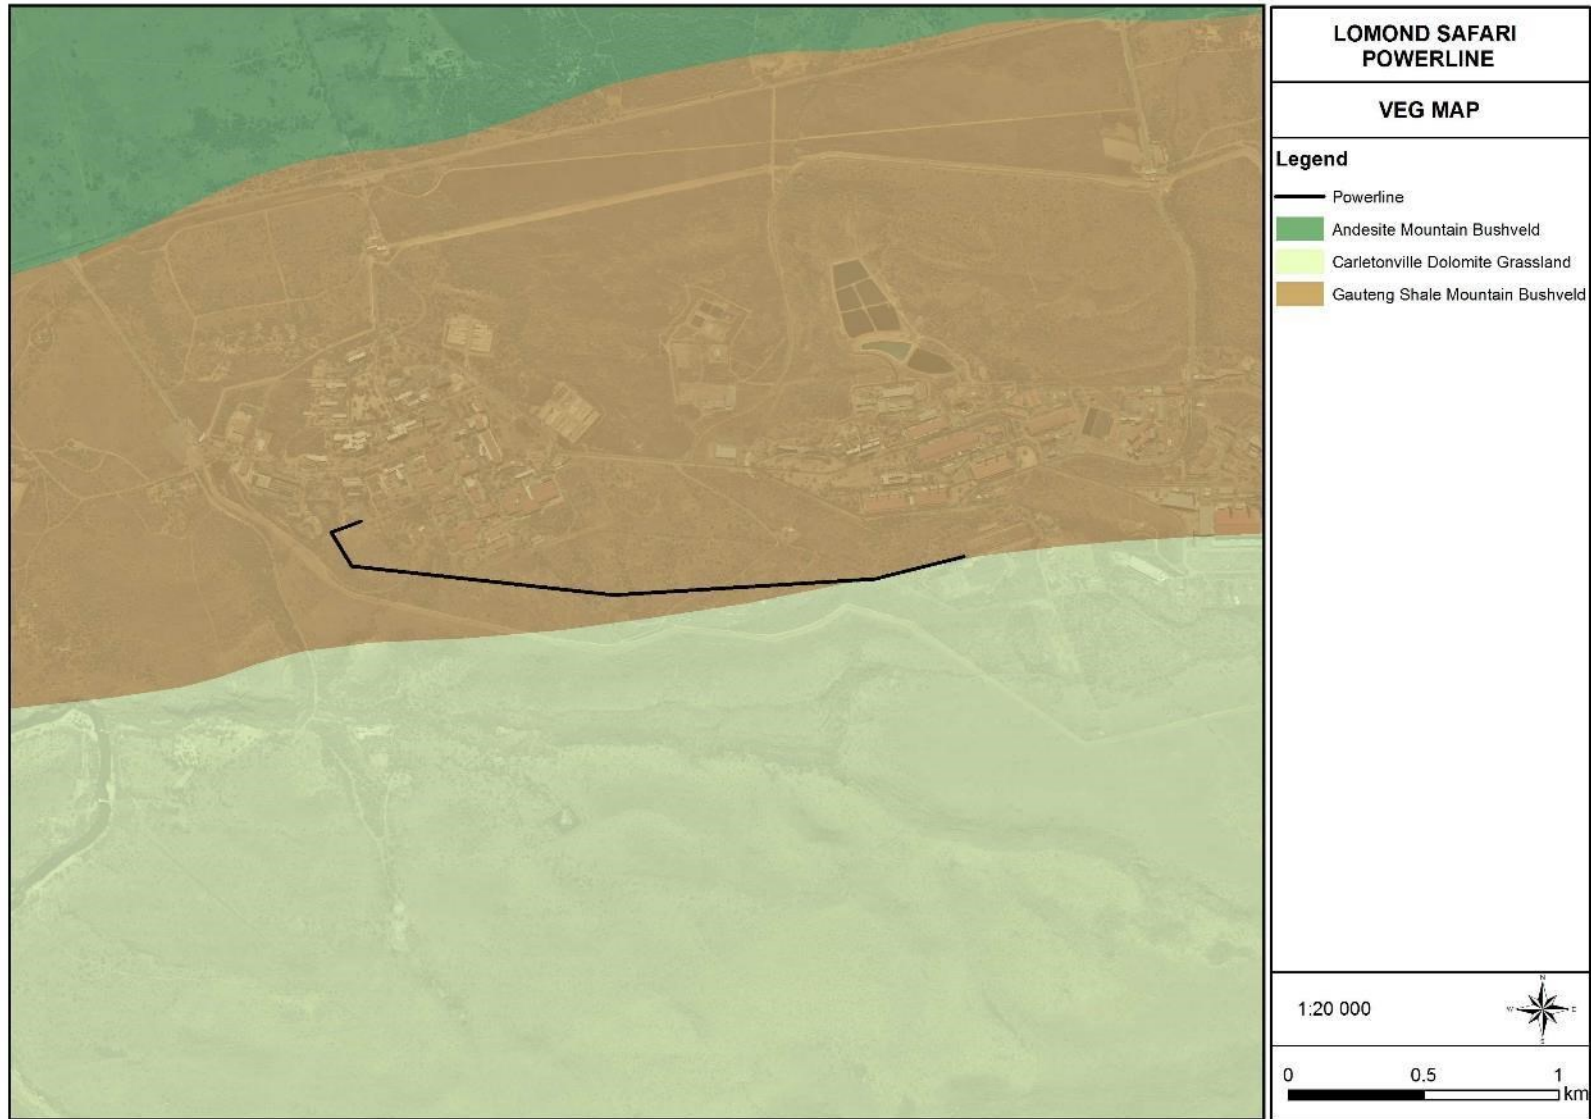 LOMOND SAFARI
POWERLINE
VEG MAP
Legend
Powerline
Andesite Mountain Bushveld
Carletonville Dolomite Grassland
Gauteng Shale Mountain Bushveld
1:20 000
N
W E
S
0 0.5 1
km